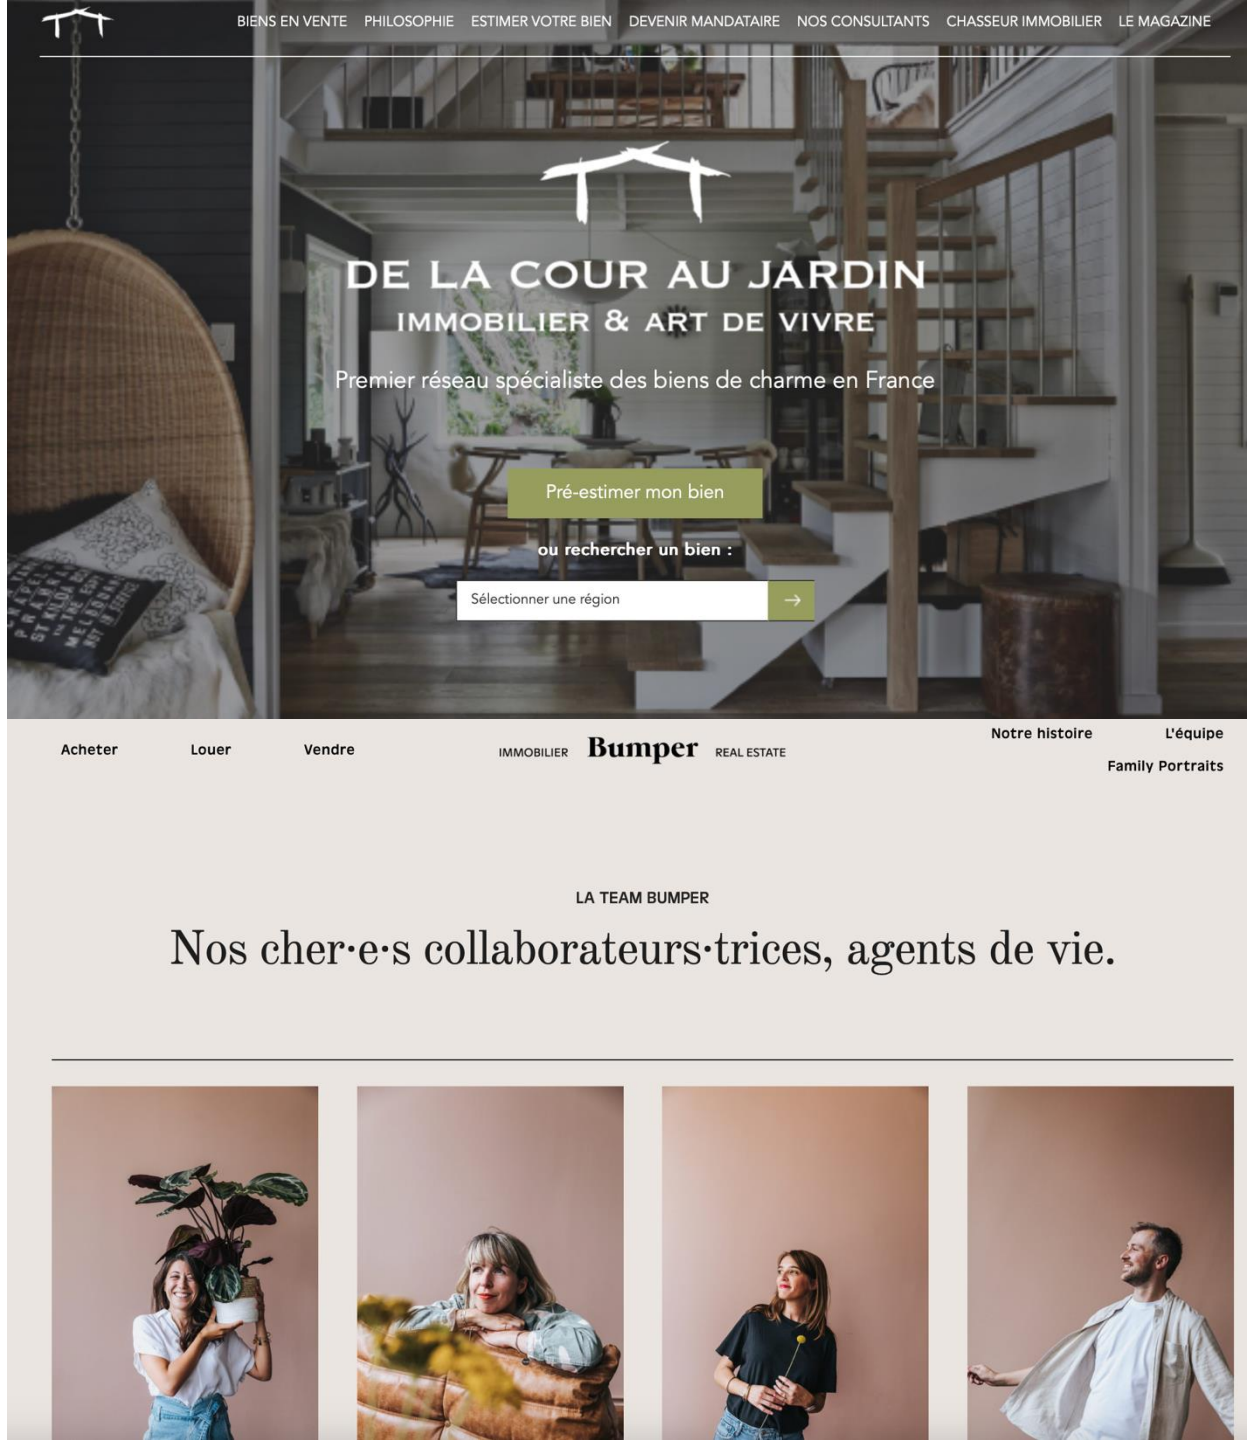 BIENS EN VENTE PHILOSOPHIE ESTIMER VOTRE BIEN DEVENIR MANDATAIRE NOS CONSULTANTS CHASSEUR IMMOBILIER LE MAGAZINE
DE LA COUR AU JARDIN
IMMOBILIER & ART DE VIVRE
Premier réseau spécialiste des biens de charme en France
Pré-estimer mon bien
ou rechercher un bien :
Sélectionner une région
Acheter Louer Vendre
IMMOBILIER Bumper REAL ESTATE
Notre histoire L'équipe
Family Portraits
LA TEAM BUMPER
Nos cher·e·s collaborateurs·trices, agents de vie.